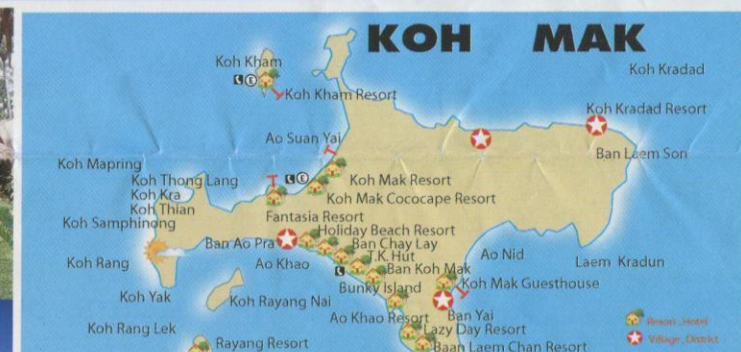 KOH MAK
Koh Kham
Koh Kradad
Koh Kham Resort
Koh Kradad Resort
Ao Suan Yai
Ban Laem Son
Koh Mapring
Koh Thong Lang
Koh Mak Resort
Koh Kra
Koh Mak Cococape Resort
Koh Thian
Fantasia Resort
Koh Samphinong
Holiday Beach Resort
Ban Ao Pra
Ban Chay Lay
T.K. Hut
Ao Nid
Koh Rang
Ao Khao
Ban Koh Mak
Laem Kradun
Bunky Island
Koh Mak Guesthouse
Koh Yak
Koh Rayang Nai
Ao Khao Resort
Ban Yai
Resort , Hotel
Koh Rang Lek
Lazy Day Resort
Village, District
Rayang Resort
Baan Laem Chan Resort